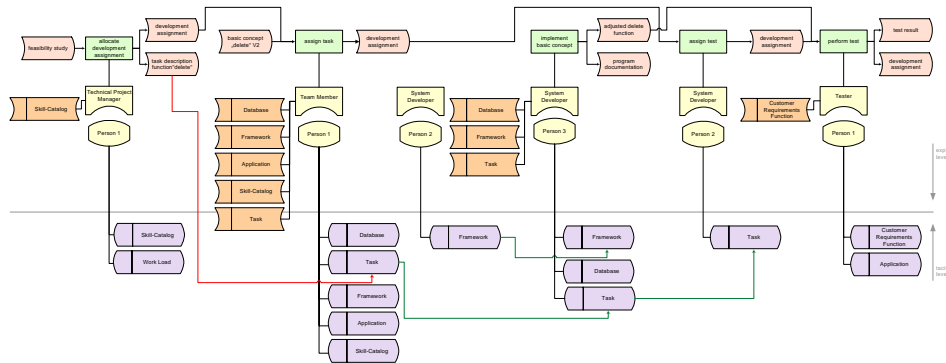 feasibility study
allocate
development
assignment
development
assignment
task description
function"delete"
basic concept
„delete“ V2
assign task
development
assignment
implement
basic concept
adjusted delete
function
program
documentation
assign test
development
assignment
perform test
test result
development
assignment
Skill-Catalog
Technical Project
Manager
Person 1
Database
Framework
Application
Skill-Catalog
Task
Team Member
Person 1
System
Developer
Person 2
Database
Framework
Task
System
Developer
Person 3
System
Developer
Person 2
Customer
Requirements
Function
Tester
Person 1
Skill-Catalog
Work Load
Database
Task
Framework
Application
Skill-Catalog
Framework
Framework
Database
Task
Task
Customer
Requirements
Function
Application